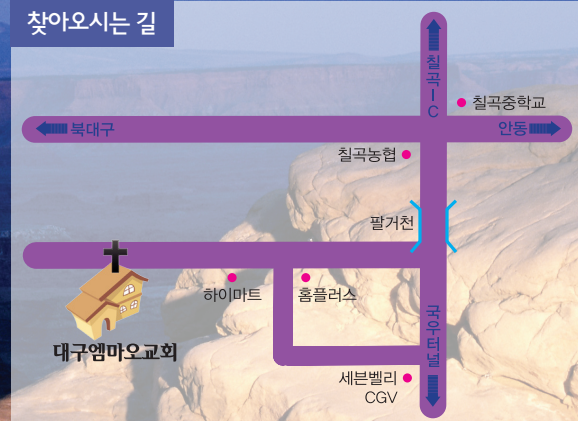 찾아오시는 길
칠곡IC
칠곡중학교
북대구
안동
칠곡농협
팔거천
하이마트
홈플러스
대구엠마오교회
국우터널
세븐벨리
CGV